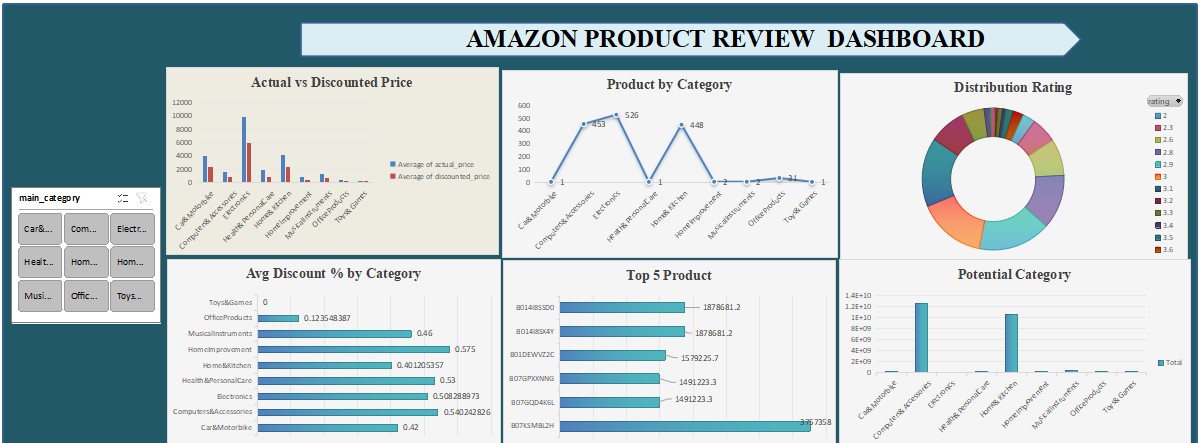 AMAZON PRODUCT REVIEW DASHBOARD
main_category
Car&...
Com...
Electr...
Healt...
Hom...
Hom...
Musi...
Offic...
Toys...
Actual vs Discounted Price
12000
10000
8000
6000
4000
2000
0
Car&Motorbike
Computers&Accessories
Electronics
Health&PersonalCare
Home&Kitchen
HomeImprovement
MusicalInstruments
OfficeProducts
Toys&Games
Average of actual_price
Average of discounted_price
Product by Category
600
500
400
300
200
100
0
1
453
526
1
448
2
2
31
1
Car&Motorbike
Computers&Accessories
Electronics
Health&PersonalCare
Home&Kitchen
HomeImprovement
MusicalInstruments
OfficeProducts
Toys&Games
Distribution Rating
rating
2
2.3
2.6
2.8
2.9
3
3.1
3.2
3.3
3.4
3.5
3.6
Avg Discount % by Category
Toys&Games 0
OfficeProducts 0.123548387
MusicalInstruments 0.46
HomeImprovement 0.575
Home&Kitchen 0.401205357
Health&PersonalCare 0.53
Electronics 0.508288973
Computers&Accessories 0.540242826
Car&Motorbike 0.42
Top 5 Product
B014I8SSD0 1878681.2
B014I8SX4Y 1878681.2
B01DEWVZ2C 1579225.7
B07GPXXNNG 1491223.3
B07GQD4K6L 1491223.3
B07KSMBL2H 3757358
Potential Category
1.4E+10
1.2E+10
1E+10
8E+09
6E+09
4E+09
2E+09
0
Car&Motorbike
Computers&Accessories
Electronics
Health&PersonalCare
Home&Kitchen
HomeImprovement
MusicalInstruments
OfficeProducts
Toys&Games
Total